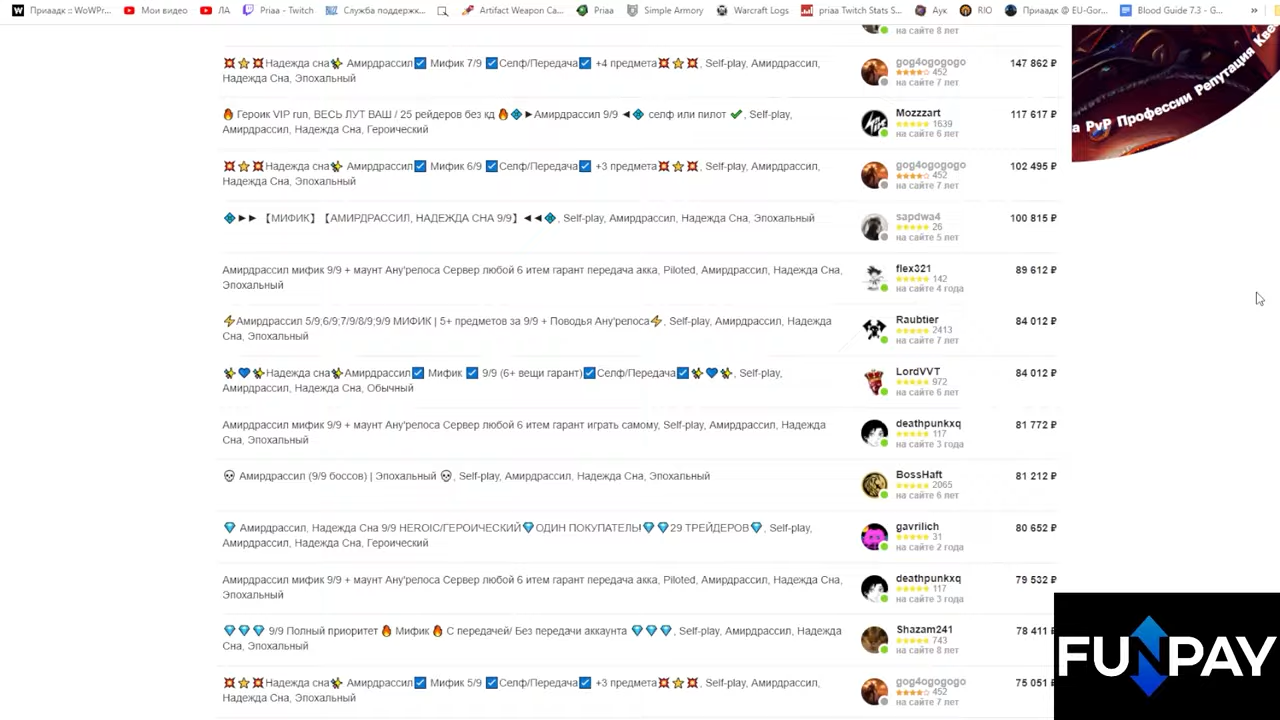 Приаадк :: WoWPr...
Мои видео
ЛА
Priaa - Twitch
Служба поддержк...
Artifact Weapon Ca...
Priaa
Simple Armory
Warcraft Logs
priaa Twitch Stats S...
Аук
RIO
Приаадк @ EU-Gor...
Blood Guide 7.3 - G...
»
на сайте 8 лет
💥⭐💥Надежда сна✨ Амирдрассил☑️ Мифик 7/9 ☑️Селф/Передача☑️ +4 предмета💥⭐💥, Self-play, Амирдрассил,
Надежда Сна, Эпохальный
gog4ogogogo
452
на сайте 7 лет
147 862 ₽
🔥 Героик VIP run, ВЕСЬ ЛУТ ВАШ / 25 рейдеров без кд 🔥💠►Амирдрассил 9/9 ◄💠 селф или пилот ✔, Self-play,
Амирдрассил, Надежда Сна, Героический
Mozzzart
1639
на сайте 7 лет
117 617 ₽
💥⭐💥Надежда сна✨ Амирдрассил☑️ Мифик 6/9 ☑️Селф/Передача☑️ +3 предмета💥⭐💥, Self-play, Амирдрассил,
Надежда Сна, Эпохальный
gog4ogogogo
452
на сайте 7 лет
102 495 ₽
💠►► 【МИФИК】【АМИРДРАССИЛ, НАДЕЖДА СНА 9/9】◄◄💠, Self-play, Амирдрассил, Надежда Сна, Эпохальный
sapdwa4
26
на сайте 5 лет
100 815 ₽
Амирдрассил мифик 9/9 + маунт Ану'релоса Сервер любой 6 итем гарант передача акка, Piloted, Амирдрассил, Надежда Сна,
Эпохальный
flex321
142
на сайте 4 года
89 612 ₽
⚡Амирдрассил 5/9;6/9;7/9/8/9;9/9 МИФИК | 5+ предметов за 9/9 + Поводья Ану'релоса⚡, Self-play, Амирдрассил, Надежда
Сна, Эпохальный
Raubtier
2413
на сайте 7 лет
84 012 ₽
✨💙✨Надежда сна✨Амирдрассил☑️ Мифик ☑️ 9/9 (6+ вещи гарант)☑️Селф/Передача☑️✨💙✨, Self-play,
Амирдрассил, Надежда Сна, Обычный
LordVVT
972
на сайте 6 лет
84 012 ₽
Амирдрассил мифик 9/9 + маунт Ану'релоса Сервер любой 6 итем гарант играть самому, Self-play, Амирдрассил, Надежда
Сна, Эпохальный
deathpunkxq
117
на сайте 3 года
81 772 ₽
💀 Амирдрассил (9/9 боссов) | Эпохальный 💀, Self-play, Амирдрассил, Надежда Сна, Эпохальный
BossHaft
2065
на сайте 6 лет
81 212 ₽
💎 Амирдрассил, Надежда Сна 9/9 HEROIC/ГЕРОИЧЕСКИЙ💎ОДИН ПОКУПАТЕЛЬ!💎 💎29 ТРЕЙДЕРОВ💎, Self-play,
Амирдрассил, Надежда Сна, Героический
gavrilich
31
на сайте 2 года
80 652 ₽
Амирдрассил мифик 9/9 + маунт Ану'релоса Сервер любой 6 итем гарант передача акка, Piloted, Амирдрассил, Надежда Сна,
Эпохальный
deathpunkxq
117
на сайте 3 года
79 532 ₽
💎💎💎 9/9 Полный приоритет 🔥 Мифик 🔥 С передачей/ Без передачи аккаунта 💎💎💎, Self-play, Амирдрассил, Надежда
Сна, Эпохальный
Shazam241
743
на сайте 8 лет
78 411 ₽
💥⭐💥Надежда сна✨ Амирдрассил☑️ Мифик 5/9 ☑️Селф/Передача☑️ +3 предмета💥⭐💥, Self-play, Амирдрассил,
Надежда Сна, Эпохальный
gog4ogogogo
452
на сайте 7 лет
75 051 ₽
а PvP Профессии Репутация Кве
FUNPAY